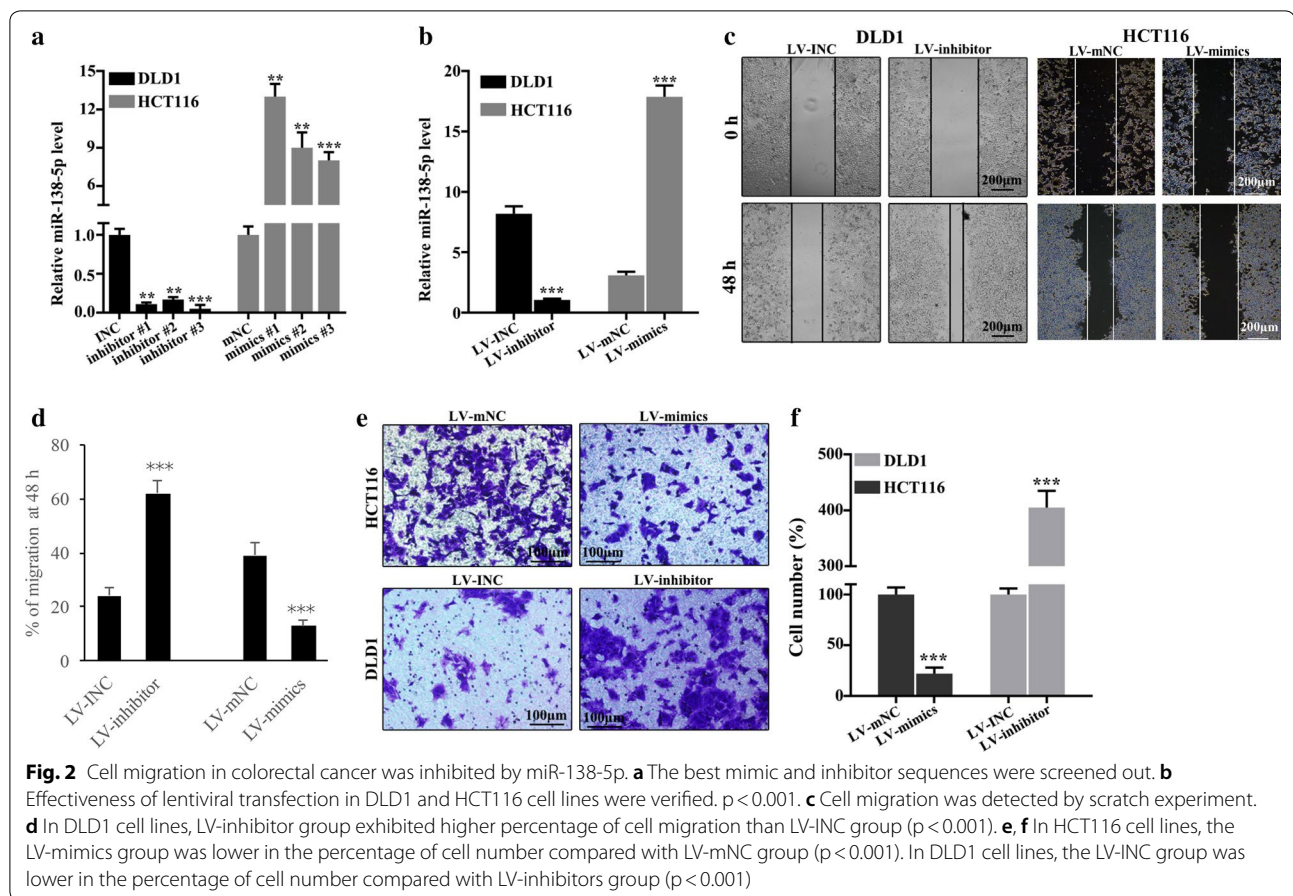 a
Relative miR-138-5p level
15
12
9
6
1.0
0.5
0.0
DLD1
HCT116
**
**
***
**
**
***
INC
inhibitor #1
inhibitor #2
inhibitor #3
mNC
mimics #1
mimics #2
mimics #3
b
Relative miR-138-5p level
20
15
10
5
0
DLD1
HCT116
***
***
LV-INC
LV-inhibitor
LV-mNC
LV-mimics
c
DLD1
HCT116
LV-INC
LV-inhibitor
LV-mNC
LV-mimics
0 h
200μm
200μm
48 h
200μm
200μm
d
% of migration at 48 h
80
60
40
20
0
***
***
LV-INC
LV-inhibitor
LV-mNC
LV-mimics
e
LV-mNC
LV-mimics
HCT116
100μm
100μm
LV-INC
LV-inhibitor
DLD1
100μm
100μm
f
Cell number (%)
500
400
300
100
50
0
DLD1
HCT116
***
***
LV-mNC
LV-mimics
LV-INC
LV-inhibitor
Fig. 2 Cell migration in colorectal cancer was inhibited by miR-138-5p. a The best mimic and inhibitor sequences were screened out. b
Effectiveness of lentiviral transfection in DLD1 and HCT116 cell lines were verified. p < 0.001. c Cell migration was detected by scratch experiment.
d In DLD1 cell lines, LV-inhibitor group exhibited higher percentage of cell migration than LV-INC group (p < 0.001). e, f In HCT116 cell lines, the
LV-mimics group was lower in the percentage of cell number compared with LV-mNC group (p < 0.001). In DLD1 cell lines, the LV-INC group was
lower in the percentage of cell number compared with LV-inhibitors group (p < 0.001)